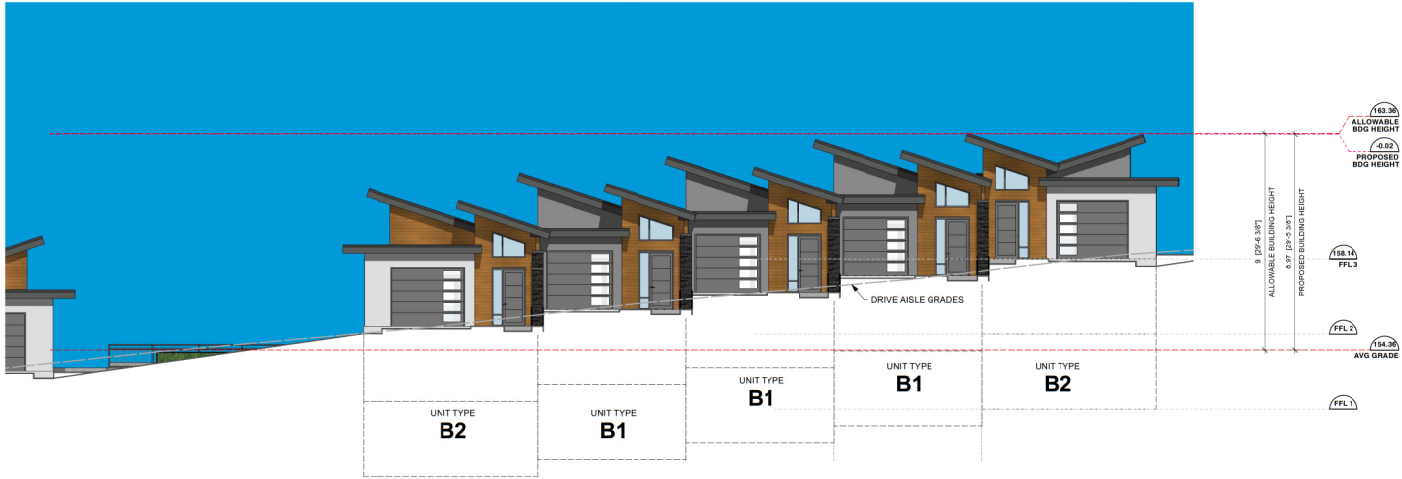 163.36
ALLOWABLE
BDG HEIGHT
-0.02
PROPOSED
BDG HEIGHT
9 [29'-6 3/8"]
ALLOWABLE BUILDING HEIGHT
8.97 [29'-5 3/8"]
PROPOSED BUILDING HEIGHT
158.14
FFL 3
DRIVE AISLE GRADES
FFL 2
154.36
AVG GRADE
UNIT TYPE
B2
UNIT TYPE
B1
UNIT TYPE
B1
UNIT TYPE
B1
UNIT TYPE
B2
FFL 1